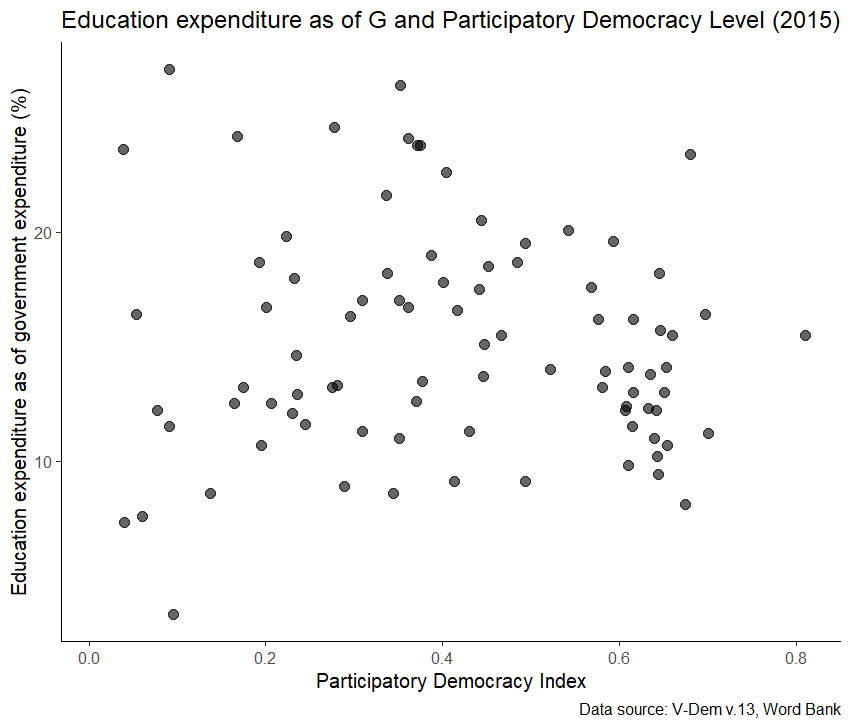 Education expenditure as of G and Participatory Democracy Level (2015)
Education expenditure as of government expenditure (%)
20
10
0.0 0.2 0.4 0.6 0.8
Participatory Democracy Index
Data source: V-Dem v.13, Word Bank